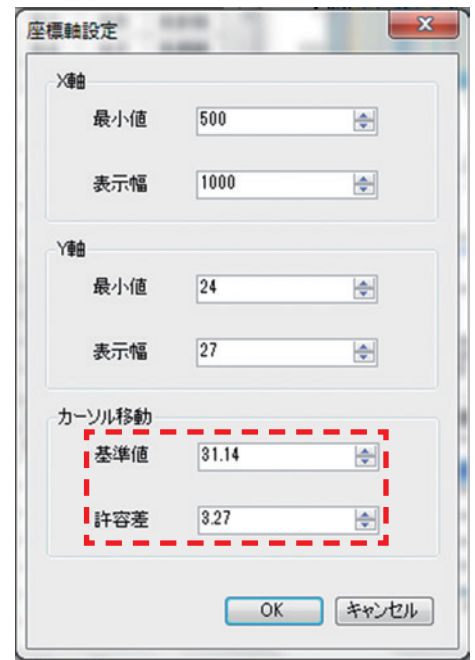 座標軸設定
X軸
最小値 500
表示幅 1000
Y軸
最小値 24
表示幅 27
カーソル移動
基準値 31.14
許容差 3.27
OK キャンセル